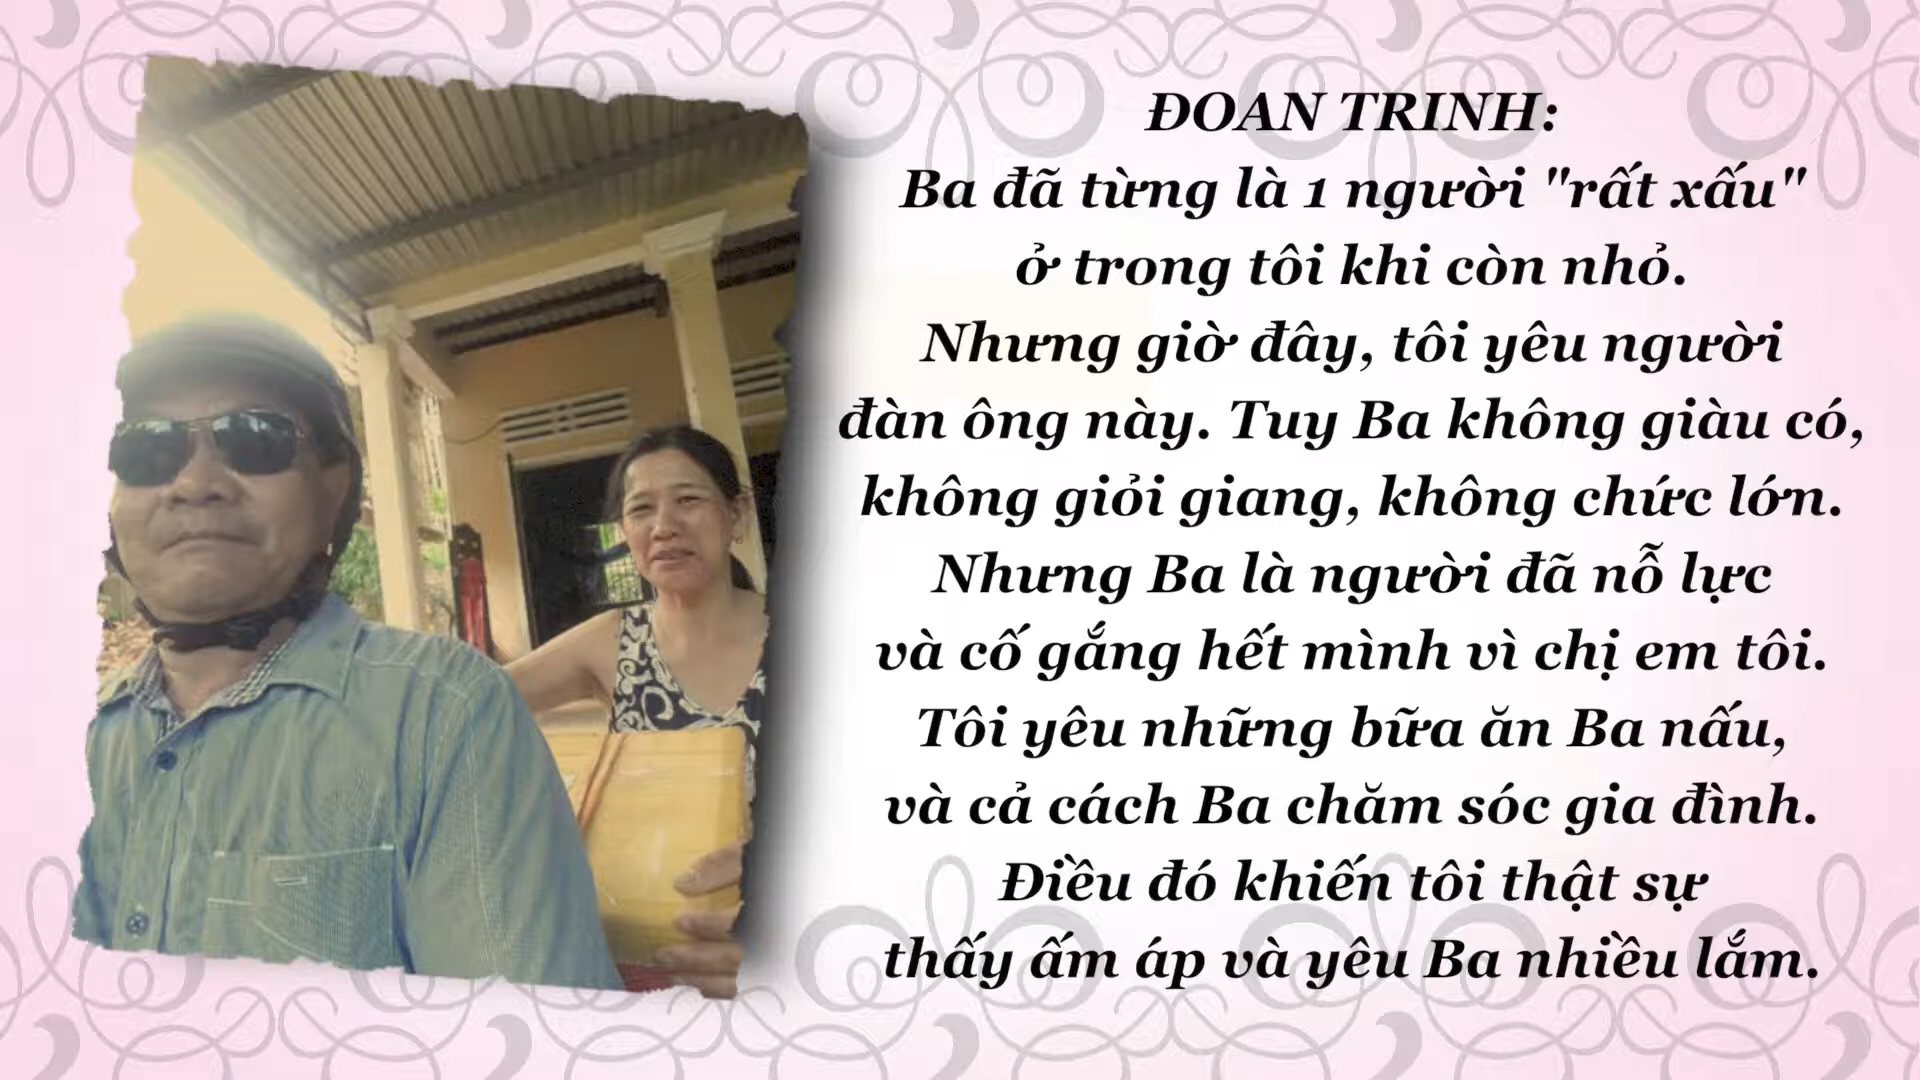 ĐOAN TRINH:
Ba đã từng là 1 người "rất xấu"
ở trong tôi khi còn nhỏ.
Nhưng giờ đây, tôi yêu người
đàn ông này. Tuy Ba không giàu có,
không giỏi giang, không chức lớn.
Nhưng Ba là người đã nỗ lực
và cố gắng hết mình vì chị em tôi.
Tôi yêu những bữa ăn Ba nấu,
và cả cách Ba chăm sóc gia đình.
Điều đó khiến tôi thật sự
thấy ấm áp và yêu Ba nhiều lắm.